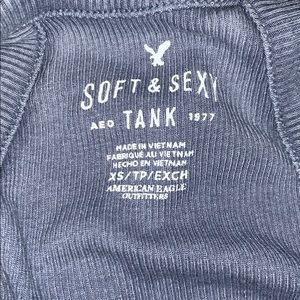 SOFT & SEXY
AEO TANK 1977
MADE IN VIETNAM
FABRIQUÉ AU VIETNAM
HECHO EN VIETNAM
XS/TP/EXCH
AMERICAN EAGLE
OUTFITTERS